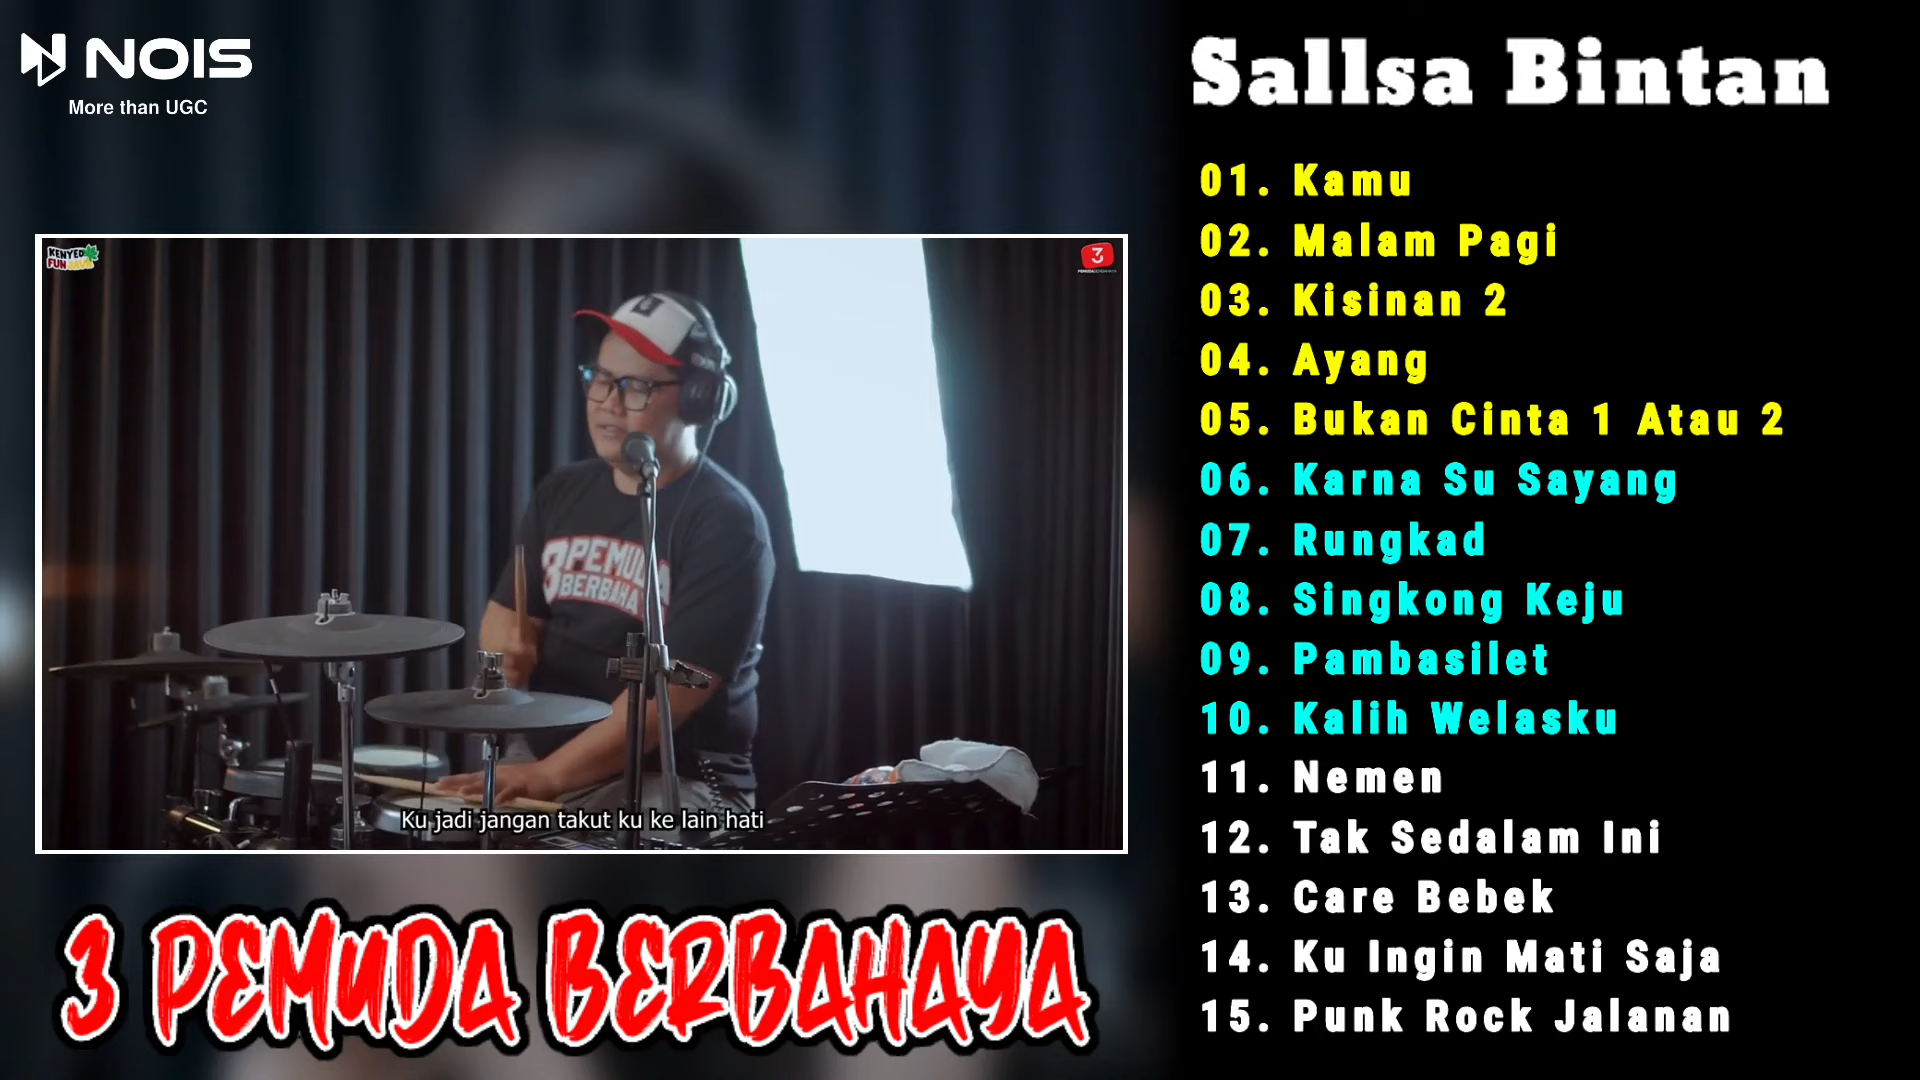 NOIS
More than UGC
Sallsa Bintan
01. Kamu
02. Malam Pagi
03. Kisinan 2
04. Ayang
05. Bukan Cinta 1 Atau 2
06. Karna Su Sayang
07. Rungkad
08. Singkong Keju
09. Pambasilet
10. Kalih Welasku
11. Nemen
12. Tak Sedalam Ini
13. Care Bebek
14. Ku Ingin Mati Saja
15. Punk Rock Jalanan
KENYED
FUN
3
3 PEMUDA
BERBAHA
Ku jadi jangan takut ku ke lain hati
3 PEMUDA BERBAHAYA